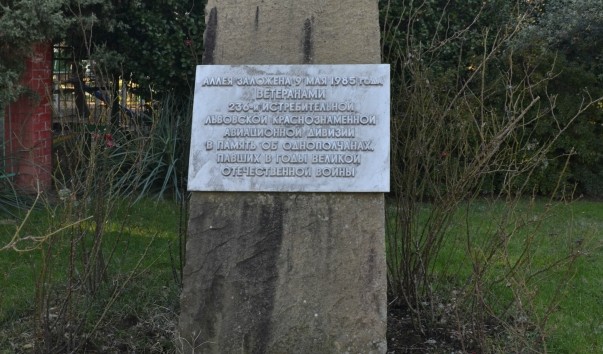 АЛЛЕЯ ЗАЛОЖЕНА 9 МАЯ 1985 года
ВЕТЕРАНАМИ
236-й ИСТРЕБИТЕЛЬНОЙ
ЛЬВОВСКОЙ КРАСНОЗНАМЕННОЙ
АВИАЦИОННОЙ ДИВИЗИИ
В ПАМЯТЬ ОБ ОДНОПОЛЧАНАХ,
ПАВШИХ В ГОДЫ ВЕЛИКОЙ
ОТЕЧЕСТВЕННОЙ ВОЙНЫ